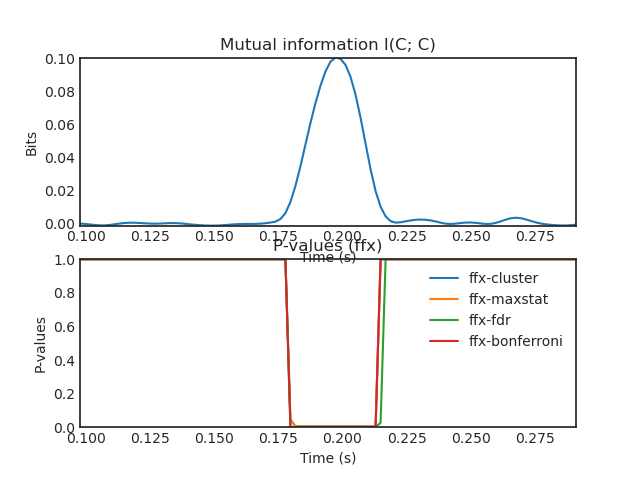 Mutual information I(C; C)
0.10
0.08
0.06
0.04
0.02
0.00
Bits
0.100 0.125 0.150 0.175 0.200 0.225 0.250 0.275
Time (s)
P-values (ffx)
1.0
0.8
0.6
0.4
0.2
0.0
P-values
ffx-cluster
ffx-maxstat
ffx-fdr
ffx-bonferroni
0.100 0.125 0.150 0.175 0.200 0.225 0.250 0.275
Time (s)